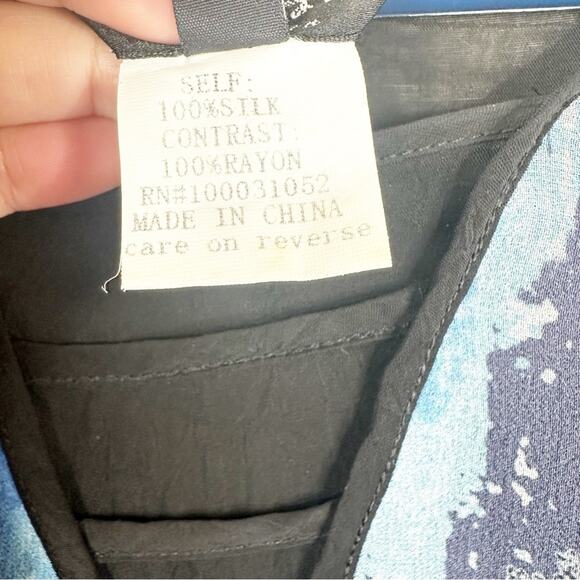 SELF:
100%SILK
CONTRAST:
100%RAYON
RN#100031052
MADE IN CHINA
care on reverse